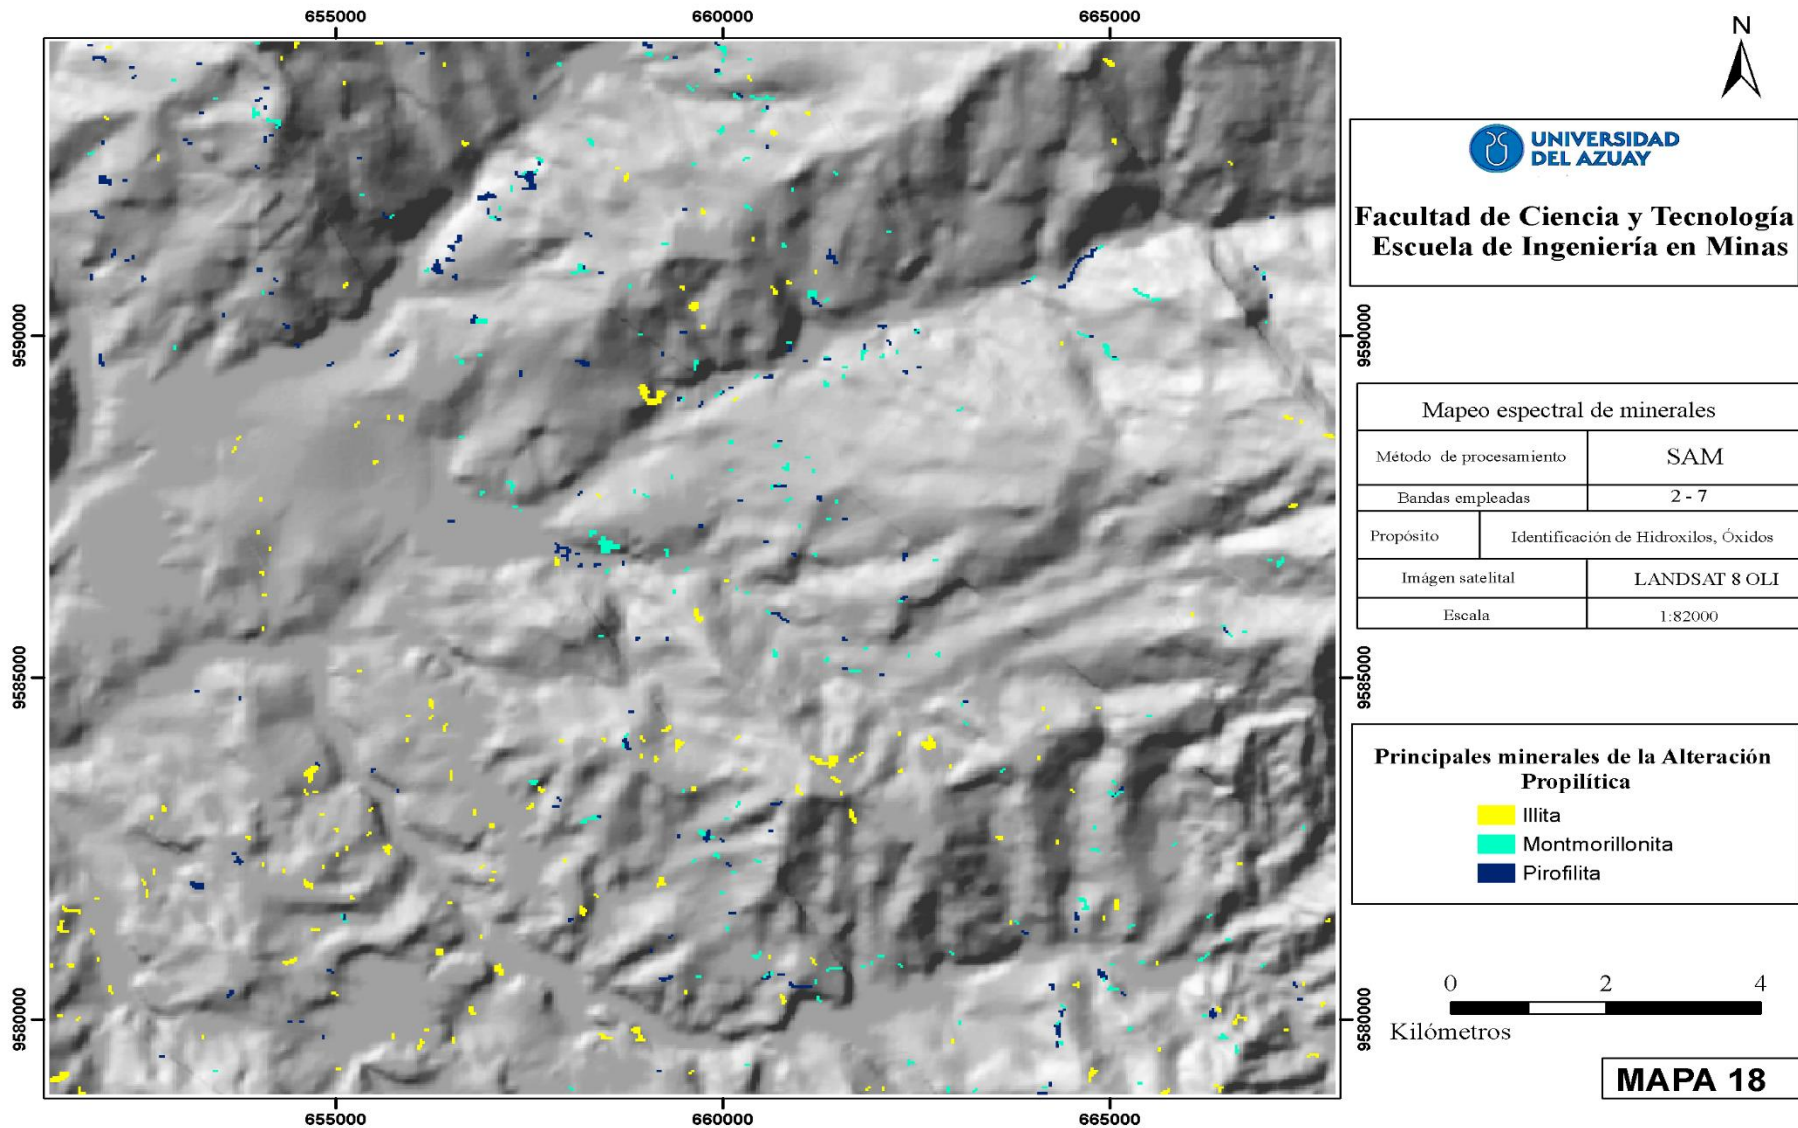 655000
660000
665000
N
UNIVERSIDAD
DEL AZUAY
Facultad de Ciencia y Tecnología
Escuela de Ingeniería en Minas
9590000
9590000
Mapeo espectral de minerales
Método de procesamiento
SAM
Bandas empleadas
2 - 7
Propósito
Identificación de Hidroxilos, Óxidos
Imágen satelital
LANDSAT 8 OLI
Escala
1:82000
9585000
9585000
Principales minerales de la Alteración
Propilítica
Illita
Montmorillonita
Pirofilita
0 2 4
Kilómetros
9580000
9580000
MAPA 18
655000
660000
665000